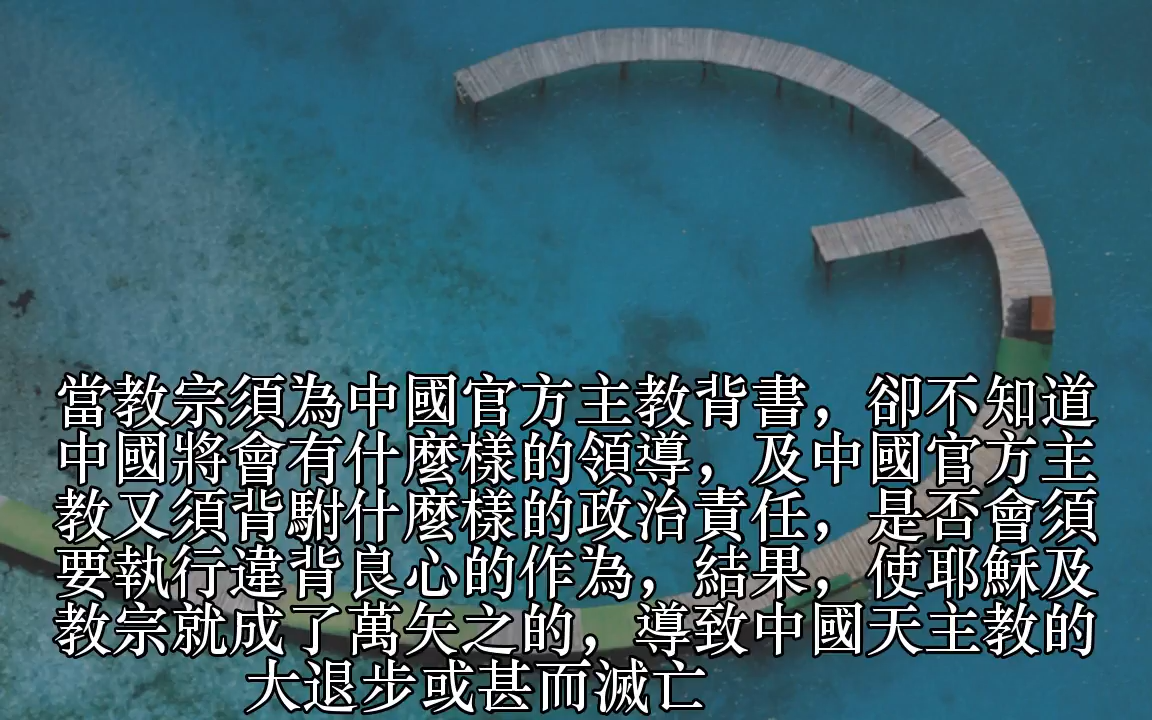 當教宗須為中國官方主教背書，卻不知道
中國將會有什麼樣的領導，及中國官方主
教又須背駙什麼樣的政治責任，是否會須
要執行違背良心的作為，結果，使耶穌及
教宗就成了萬矢之的，導致中國天主教的
大退步或甚而滅亡